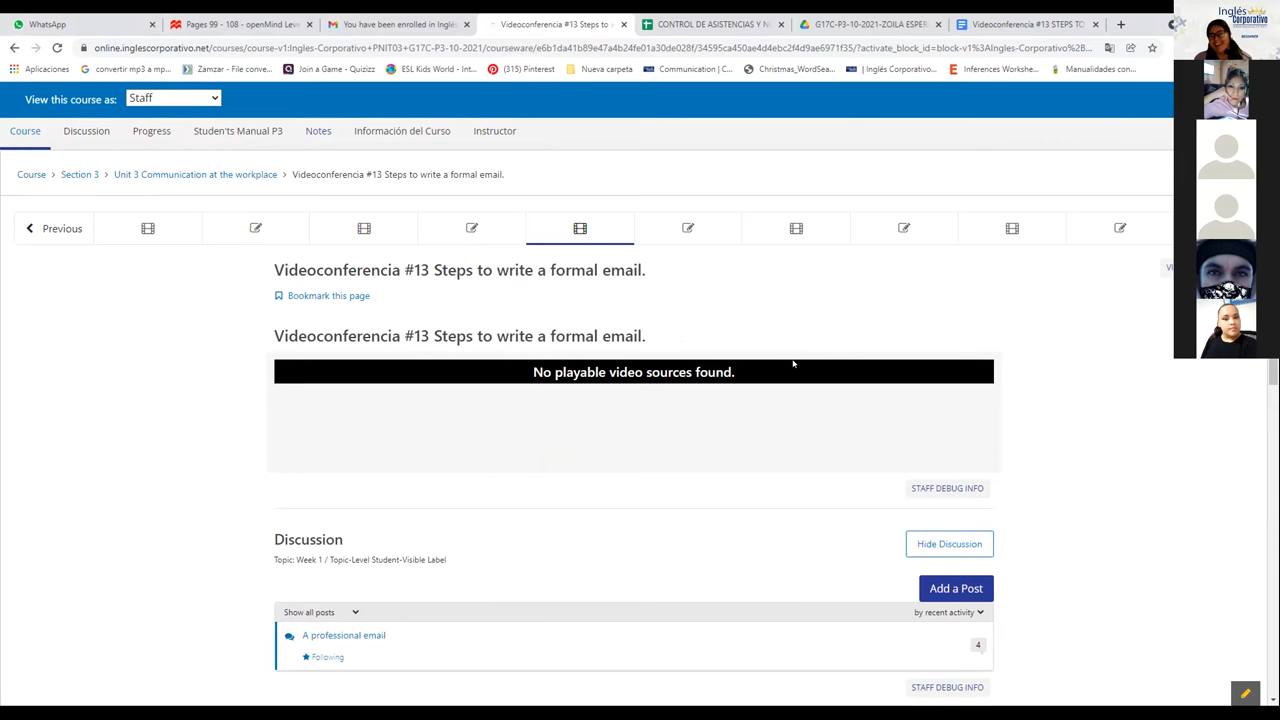 WhatsApp
Pages 99 - 108 - openMind Leve
You have been enrolled in Inglés
Videoconferencia #13 Steps to w
CONTROL DE ASISTENCIAS Y N
G17C-P3-10-2021-ZOILA ESPER
Videoconferencia #13 STEPS TO
online.inglescorporativo.net/courses/course-v1:Ingles-Corporativo+PNIT03+G17C-P3-10-2021/courseware/e6b1da41b89e47a4b24fe01a30de028f/34595ca450ae4d4ebc2f4d9ae6971f35/?activate_block_id=block-v1%3AIngles-Corporativo%2B...
Aplicaciones
convertir mp3 a mp...
Zamzar - File conve...
Join a Game - Quizizz
ESL Kids World - Int...
(315) Pinterest
Nueva carpeta
Communication | C...
Christmas_WordSea...
| Inglés Corporativo...
Inferences Workshe...
Manualidades con...
Inglés
Corporativo
BEGINNER
View this course as:
Staff
Course
Discussion
Progress
Studen'ts Manual P3
Notes
Información del Curso
Instructor
Course > Section 3 > Unit 3 Communication at the workplace > Videoconferencia #13 Steps to write a formal email.
Previous
Videoconferencia #13 Steps to write a formal email.
VI
Bookmark this page
Videoconferencia #13 Steps to write a formal email.
No playable video sources found.
STAFF DEBUG INFO
Discussion
Topic: Week 1 / Topic-Level Student-Visible Label
Hide Discussion
Add a Post
Show all posts
by recent activity
A professional email
4
Following
STAFF DEBUG INFO